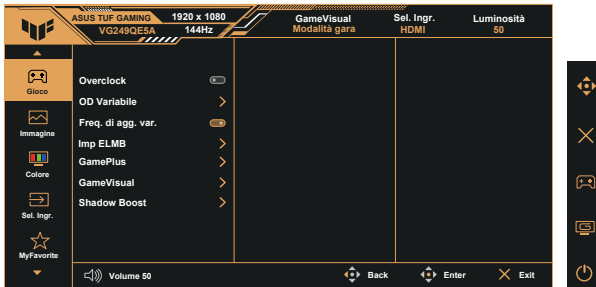 ASUS TUF GAMING 1920 x 1080 GameVisual Sel. Ingr. Luminosità
VG249QE5A 144Hz Modalità gara HDMI 50
Gioco
Immagine
Colore
Sel. Ingr.
MyFavorite
Overclock
OD Variabile
Freq. di agg. var.
Imp ELMB
GamePlus
GameVisual
Shadow Boost
Volume 50 Back Enter Exit